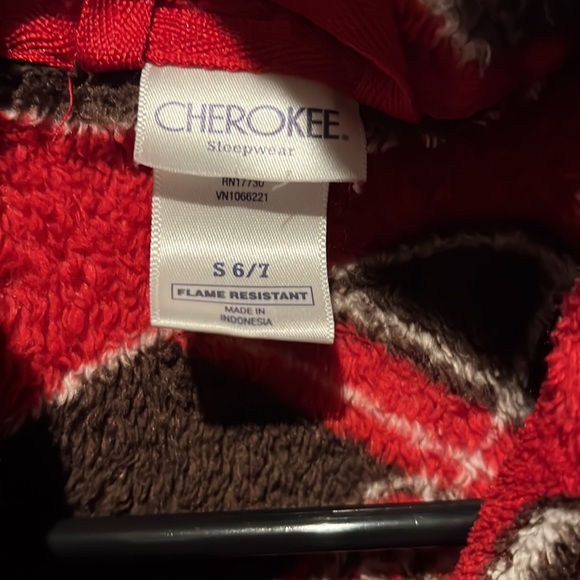 CHEROKEE
Sleepwear
RN17730
VN1066221
S 6/7
FLAME RESISTANT
MADE IN
INDONESIA